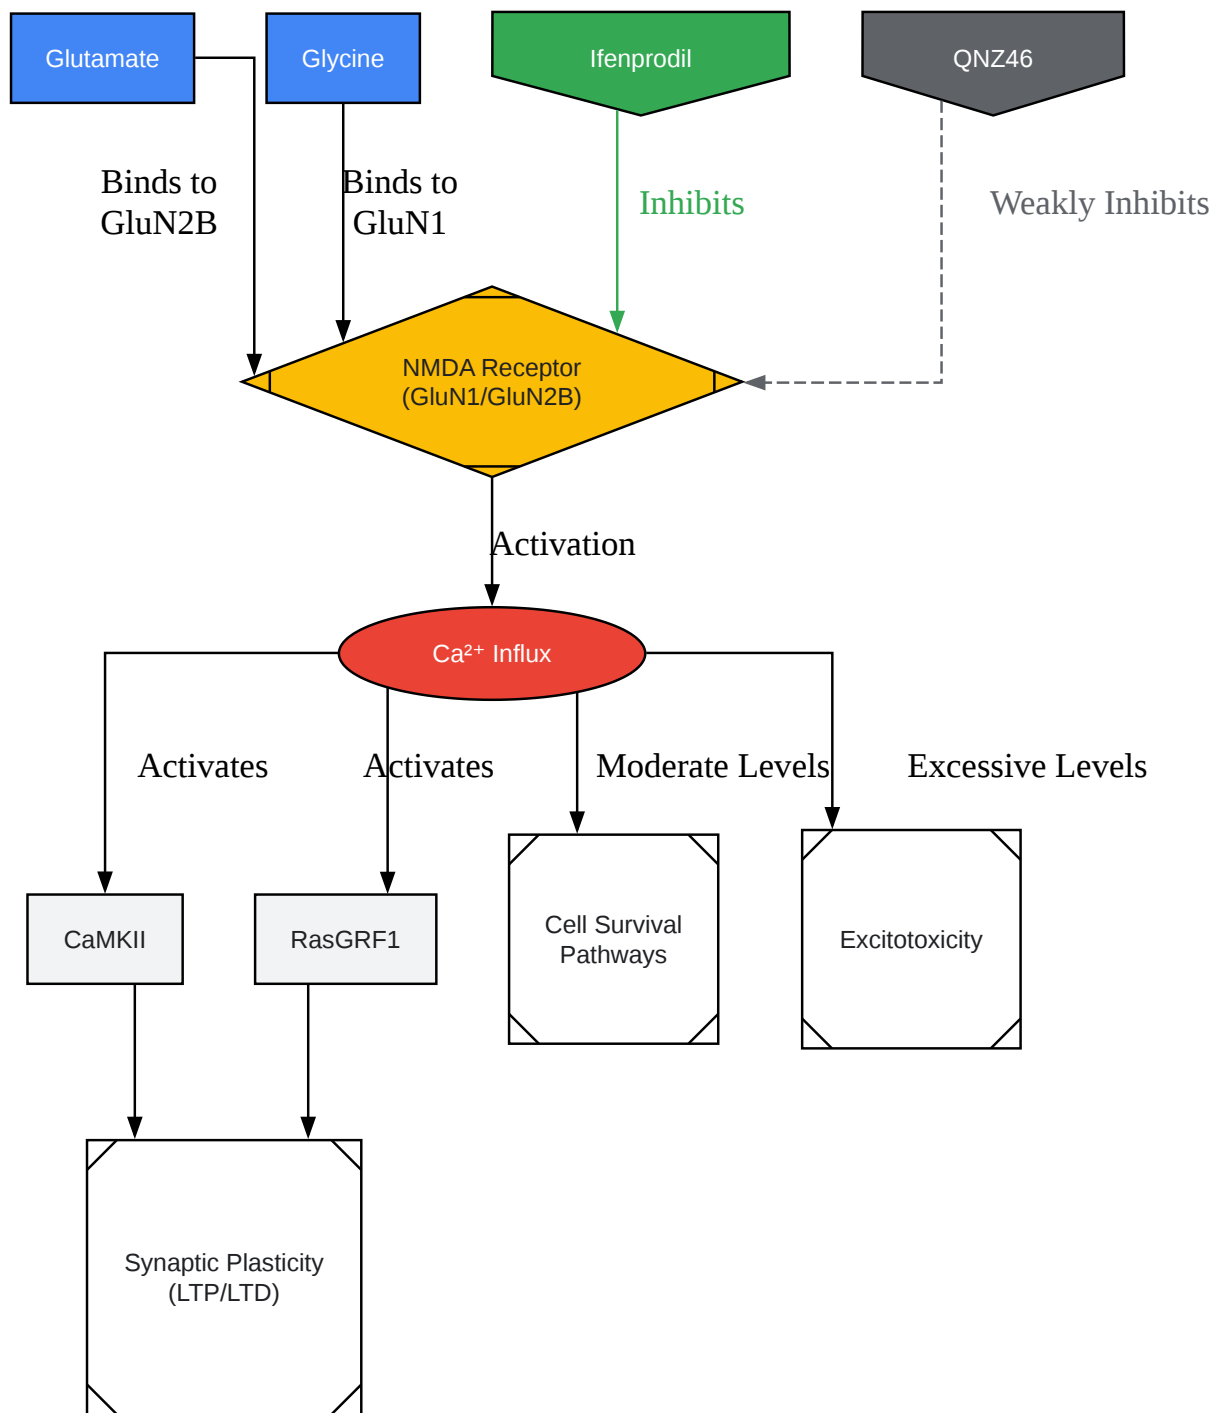 Glutamate
Glycine
Ifenprodil
QNZ46
Binds to
GluN2B
Binds to
GluN1
Inhibits
Weakly Inhibits
NMDA Receptor
(GluN1/GluN2B)
Activation
Ca²⁺ Influx
Activates
Activates
Moderate Levels
Excessive Levels
CaMKII
RasGRF1
Cell Survival
Pathways
Excitotoxicity
Synaptic Plasticity
(LTP/LTD)